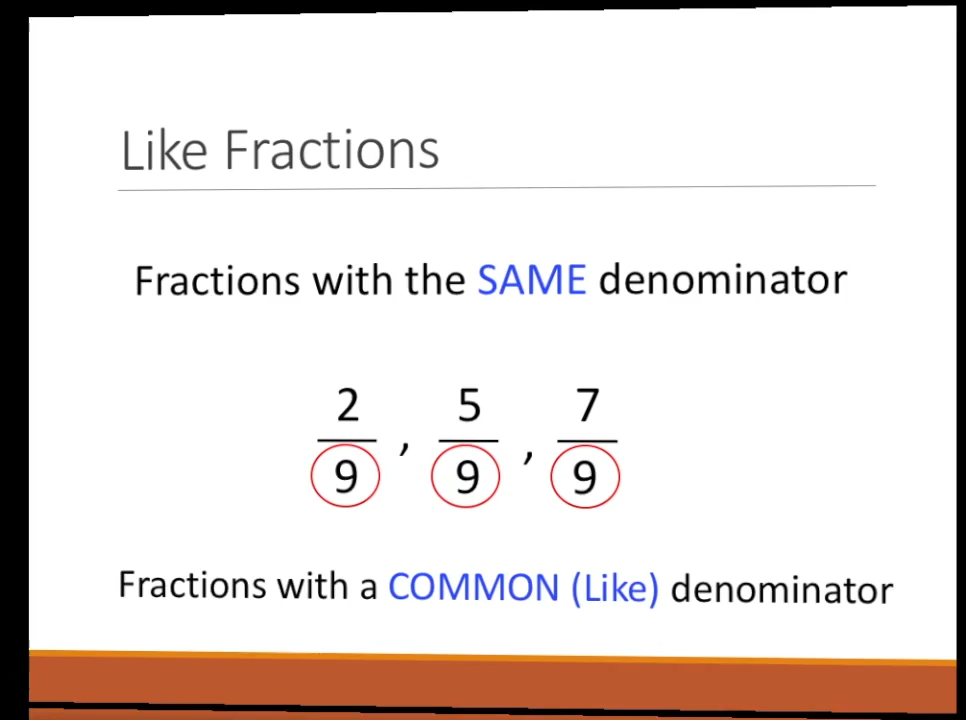 Like Fractions
Fractions with the SAME denominator
2/9 , 5/9 , 7/9
Fractions with a COMMON (Like) denominator